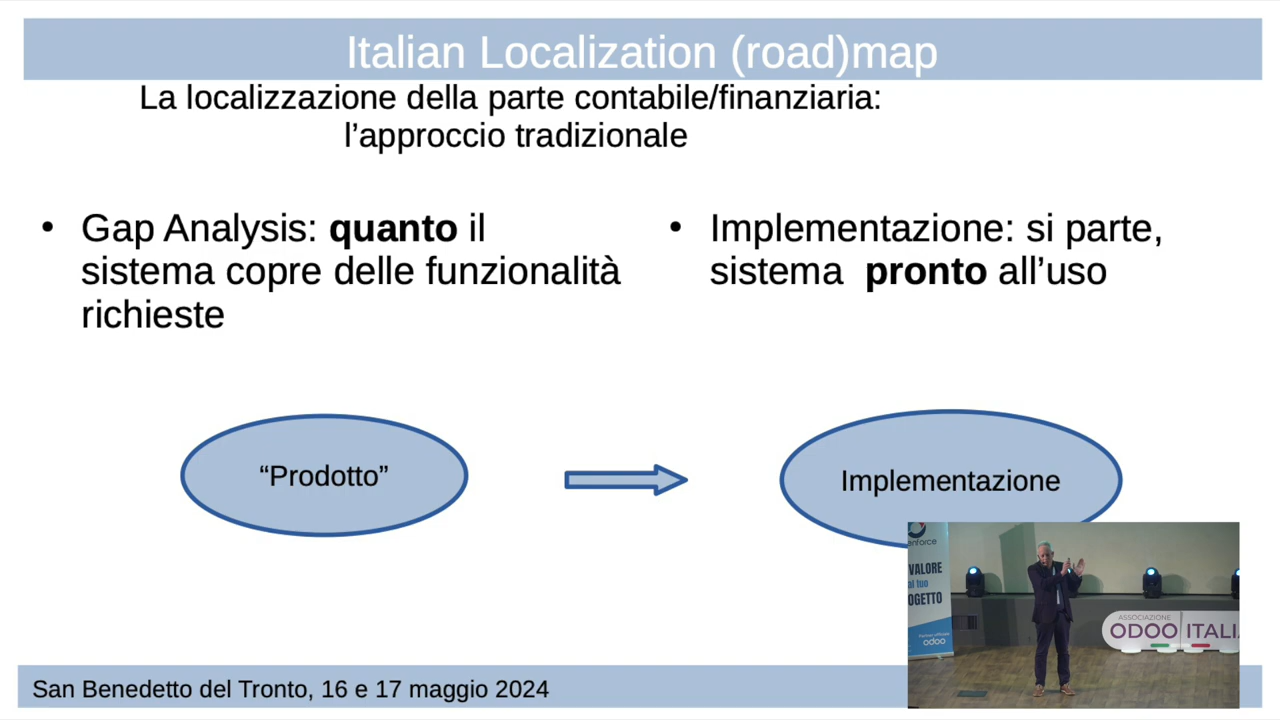 Italian Localization (road)map
La localizzazione della parte contabile/finanziaria:
l’approccio tradizionale
• Gap Analysis: quanto il
sistema copre delle funzionalità
richieste
• Implementazione: si parte,
sistema pronto all’uso
“Prodotto”
Implementazione
enforce
VALORE
al tuo
OGETTO
odoo
ASSOCIAZIONE
ODOO ITALI
San Benedetto del Tronto, 16 e 17 maggio 2024